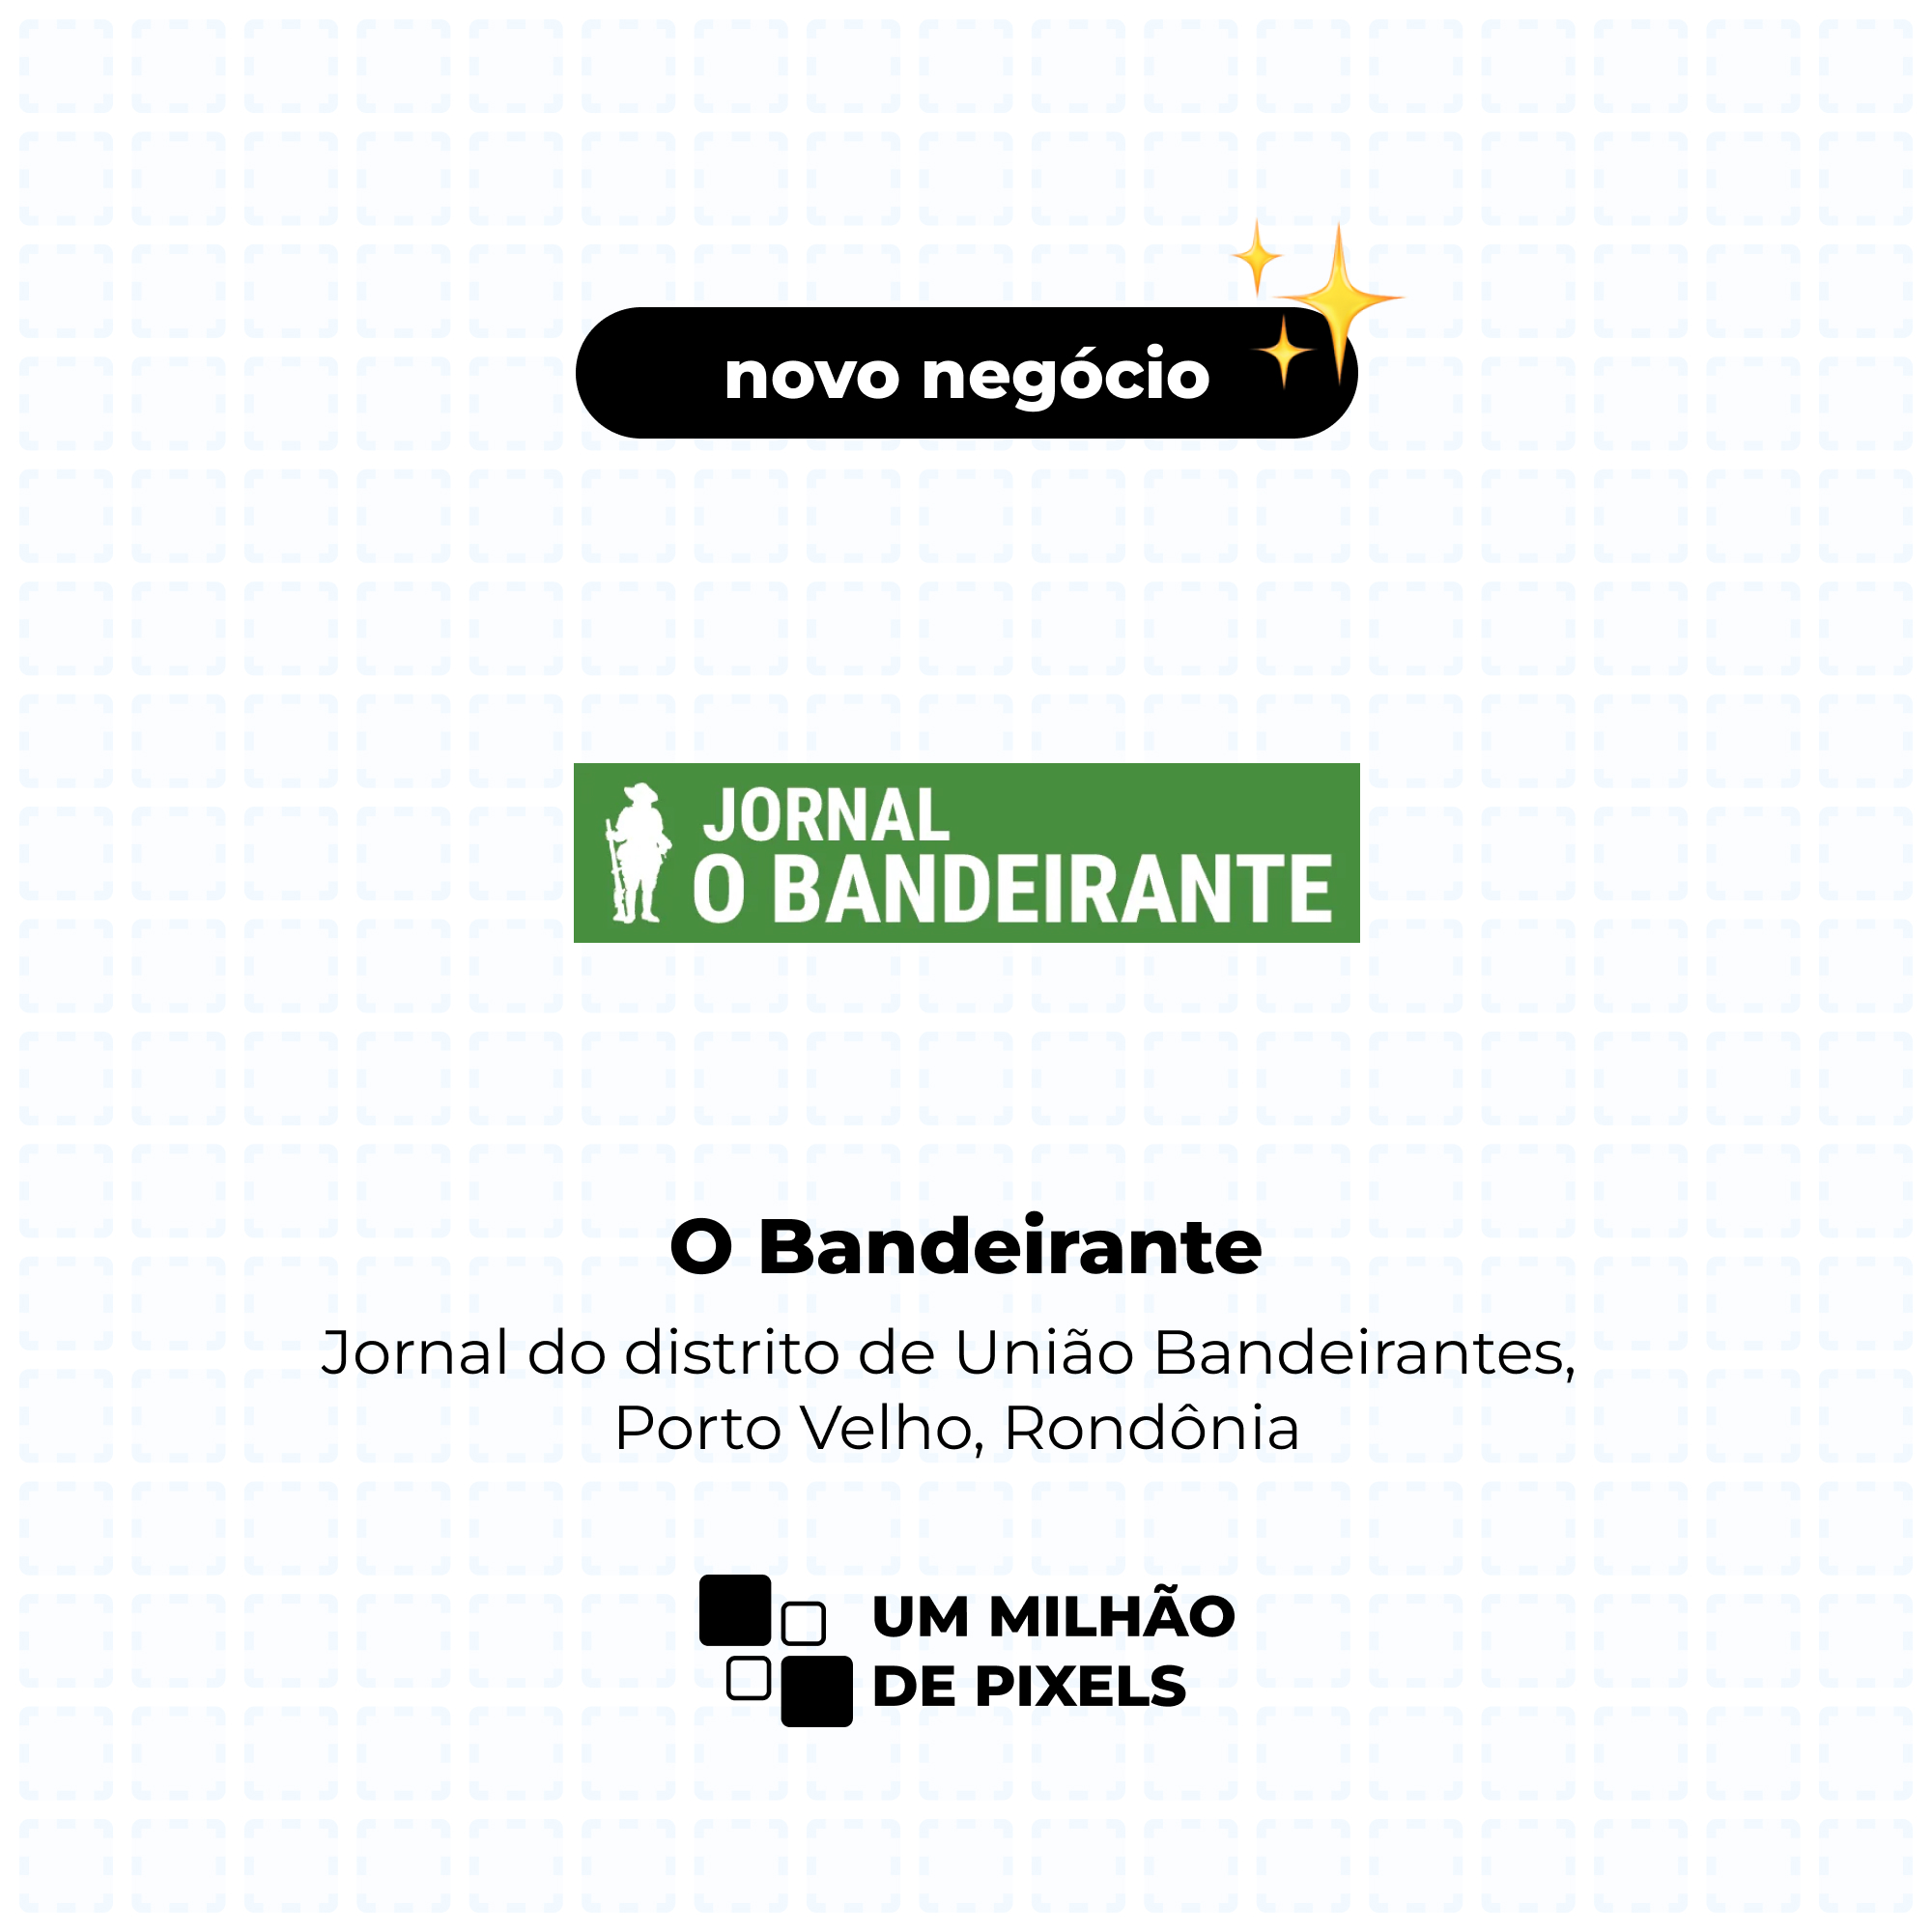 novo negócio
JORNAL
O BANDEIRANTE
O Bandeirante
Jornal do distrito de União Bandeirantes,
Porto Velho, Rondônia
UM MILHÃO
DE PIXELS